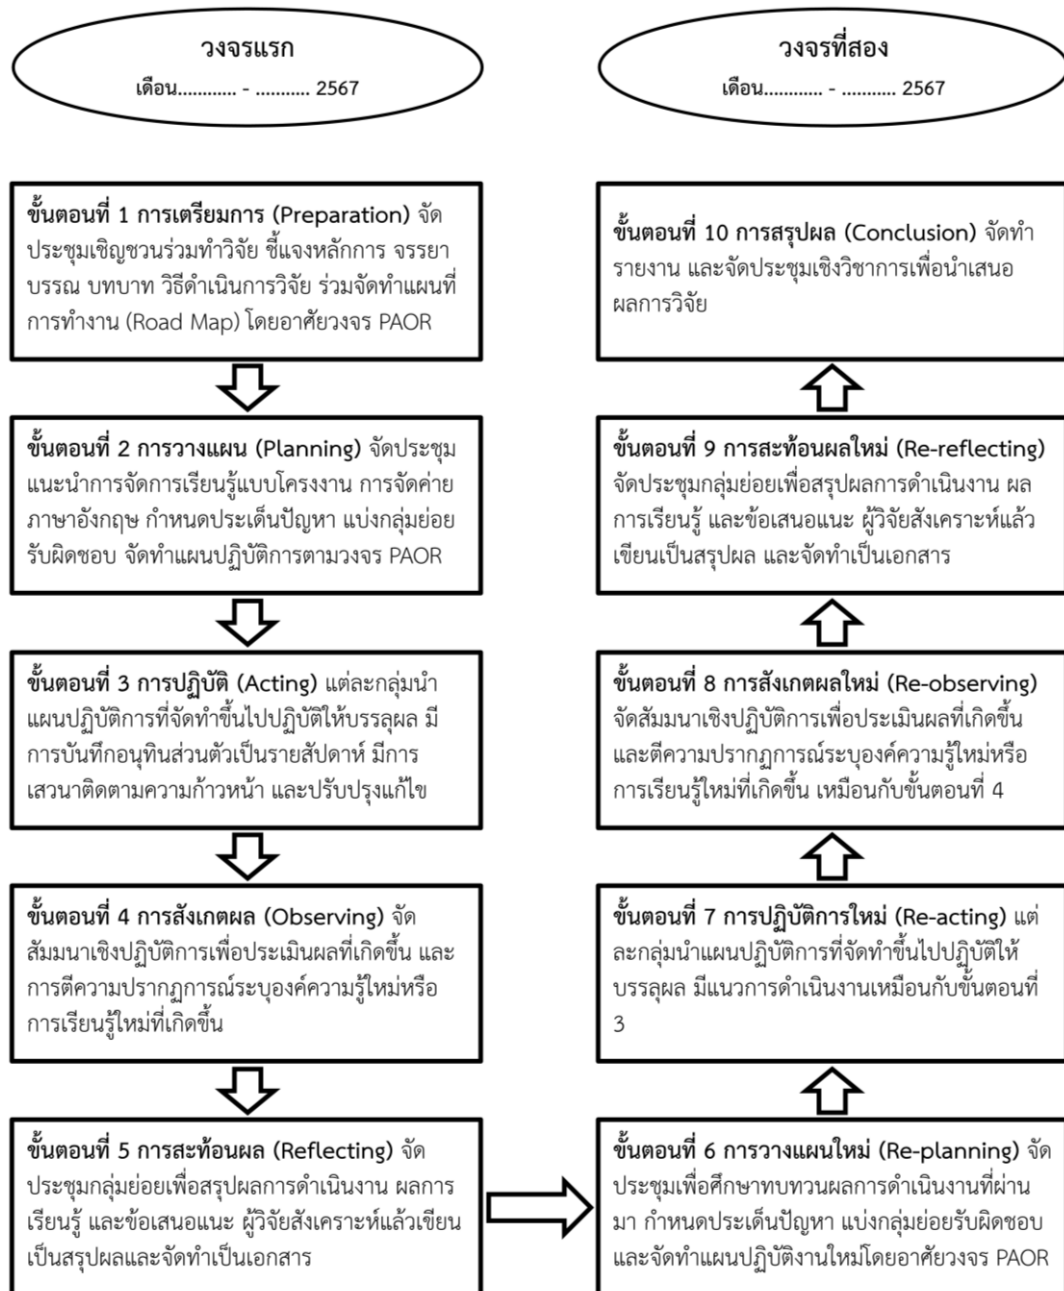 วงจรแรก
เดือน............ - ........... 2567
ขั้นตอนที่ 1 การเตรียมการ (Preparation) จัด
ประชุมเชิญชวนร่วมทำวิจัย ชี้แจงหลักการ จรรยา
บรรณ บทบาท วิธีดำเนินการวิจัย ร่วมจัดทำแผนที่
การทำงาน (Road Map) โดยอาศัยวงจร PAOR
ขั้นตอนที่ 2 การวางแผน (Planning) จัดประชุม
แนะนำการจัดการเรียนรู้แบบโครงงาน การจัดค่าย
ภาษาอังกฤษ กำหนดประเด็นปัญหา แบ่งกลุ่มย่อย
รับผิดชอบ จัดทำแผนปฏิบัติการตามวงจร PAOR
ขั้นตอนที่ 3 การปฏิบัติ (Acting) แต่ละกลุ่มนำ
แผนปฏิบัติการที่จัดทำขึ้นไปปฏิบัติให้บรรลุผล มี
การบันทึกอนุทินส่วนตัวเป็นรายสัปดาห์ มีการ
เสวนาติดตามความก้าวหน้า และปรับปรุงแก้ไข
ขั้นตอนที่ 4 การสังเกตผล (Observing) จัด
สัมมนาเชิงปฏิบัติการเพื่อประเมินผลที่เกิดขึ้น และ
การตีความปรากฏการณ์ระบุองค์ความรู้ใหม่หรือ
การเรียนรู้ใหม่ที่เกิดขึ้น
ขั้นตอนที่ 5 การสะท้อนผล (Reflecting) จัด
ประชุมกลุ่มย่อยเพื่อสรุปผลการดำเนินงาน ผลการ
เรียนรู้ และข้อเสนอแนะ ผู้วิจัยสังเคราะห์แล้วเขียน
เป็นสรุปผลและจัดทำเป็นเอกสาร
วงจรที่สอง
เดือน............ - ........... 2567
ขั้นตอนที่ 10 การสรุปผล (Conclusion) จัดทำ
รายงาน และจัดประชุมเชิงวิชาการเพื่อนำเสนอ
ผลการวิจัย
ขั้นตอนที่ 9 การสะท้อนผลใหม่ (Re-reflecting)
จัดประชุมกลุ่มย่อยเพื่อสรุปผลการดำเนินงาน ผล
การเรียนรู้ และข้อเสนอแนะ ผู้วิจัยสังเคราะห์แล้ว
เขียนเป็นสรุปผล และจัดทำเป็นเอกสาร
ขั้นตอนที่ 8 การสังเกตผลใหม่ (Re-observing)
จัดสัมมนาเชิงปฏิบัติการเพื่อประเมินผลที่เกิดขึ้น
และตีความปรากฏการณ์ระบุองค์ความรู้ใหม่หรือ
การเรียนรู้ใหม่ที่เกิดขึ้น เหมือนกับขั้นตอนที่ 4
ขั้นตอนที่ 7 การปฏิบัติการใหม่ (Re-acting) แต่
ละกลุ่มนำแผนปฏิบัติการที่จัดทำขึ้นไปปฏิบัติให้
บรรลุผล มีแนวการดำเนินงานเหมือนกับขั้นตอนที่
3
ขั้นตอนที่ 6 การวางแผนใหม่ (Re-planning) จัด
ประชุมเพื่อศึกษาทบทวนผลการดำเนินงานที่ผ่าน
มา กำหนดประเด็นปัญหา แบ่งกลุ่มย่อยรับผิดชอบ
และจัดทำแผนปฏิบัติงานใหม่โดยอาศัยวงจร PAOR